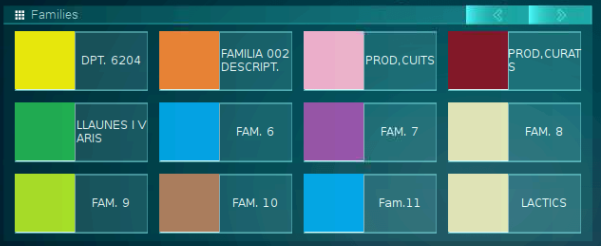 Families
DPT. 6204
FAMILIA 002
DESCRIPT.
PROD,CUITS
PROD,CURAT
S
LLAUNES I V
ARIS
FAM. 6
FAM. 7
FAM. 8
FAM. 9
FAM. 10
Fam.11
LACTICS